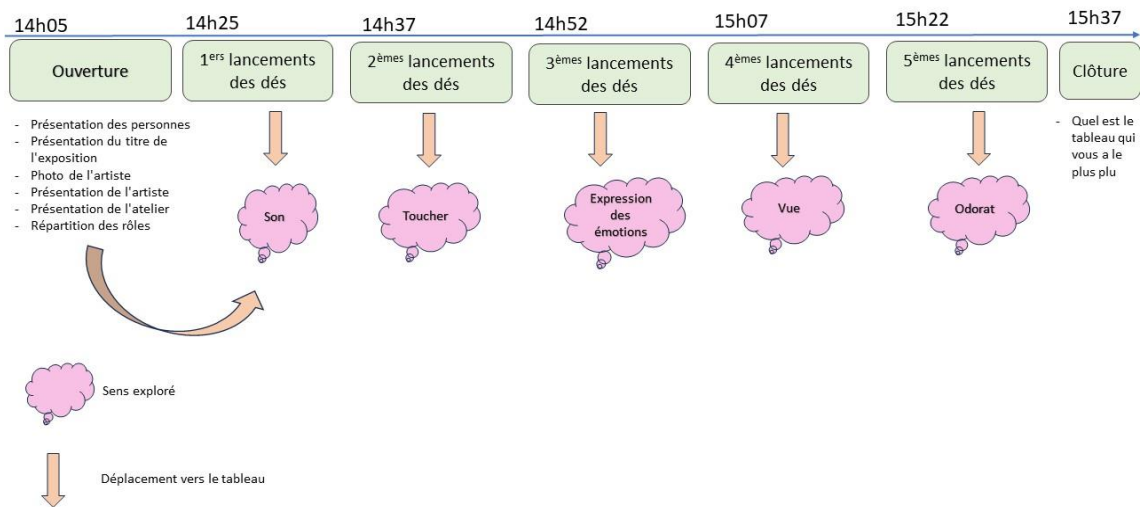 14h05
14h25
14h37
14h52
15h07
15h22
15h37
Ouverture
1ers lancements
des dés
2èmes lancements
des dés
3èmes lancements
des dés
4èmes lancements
des dés
5èmes lancements
des dés
Clôture
- Présentation des personnes
- Présentation du titre de
l'exposition
- Photo de l'artiste
- Présentation de l'artiste
- Présentation de l'atelier
- Répartition des rôles
- Quel est le
tableau qui
vous a le
plus plu
Son
Toucher
Expression
des
émotions
Vue
Odorat
Sens exploré
Déplacement vers le tableau